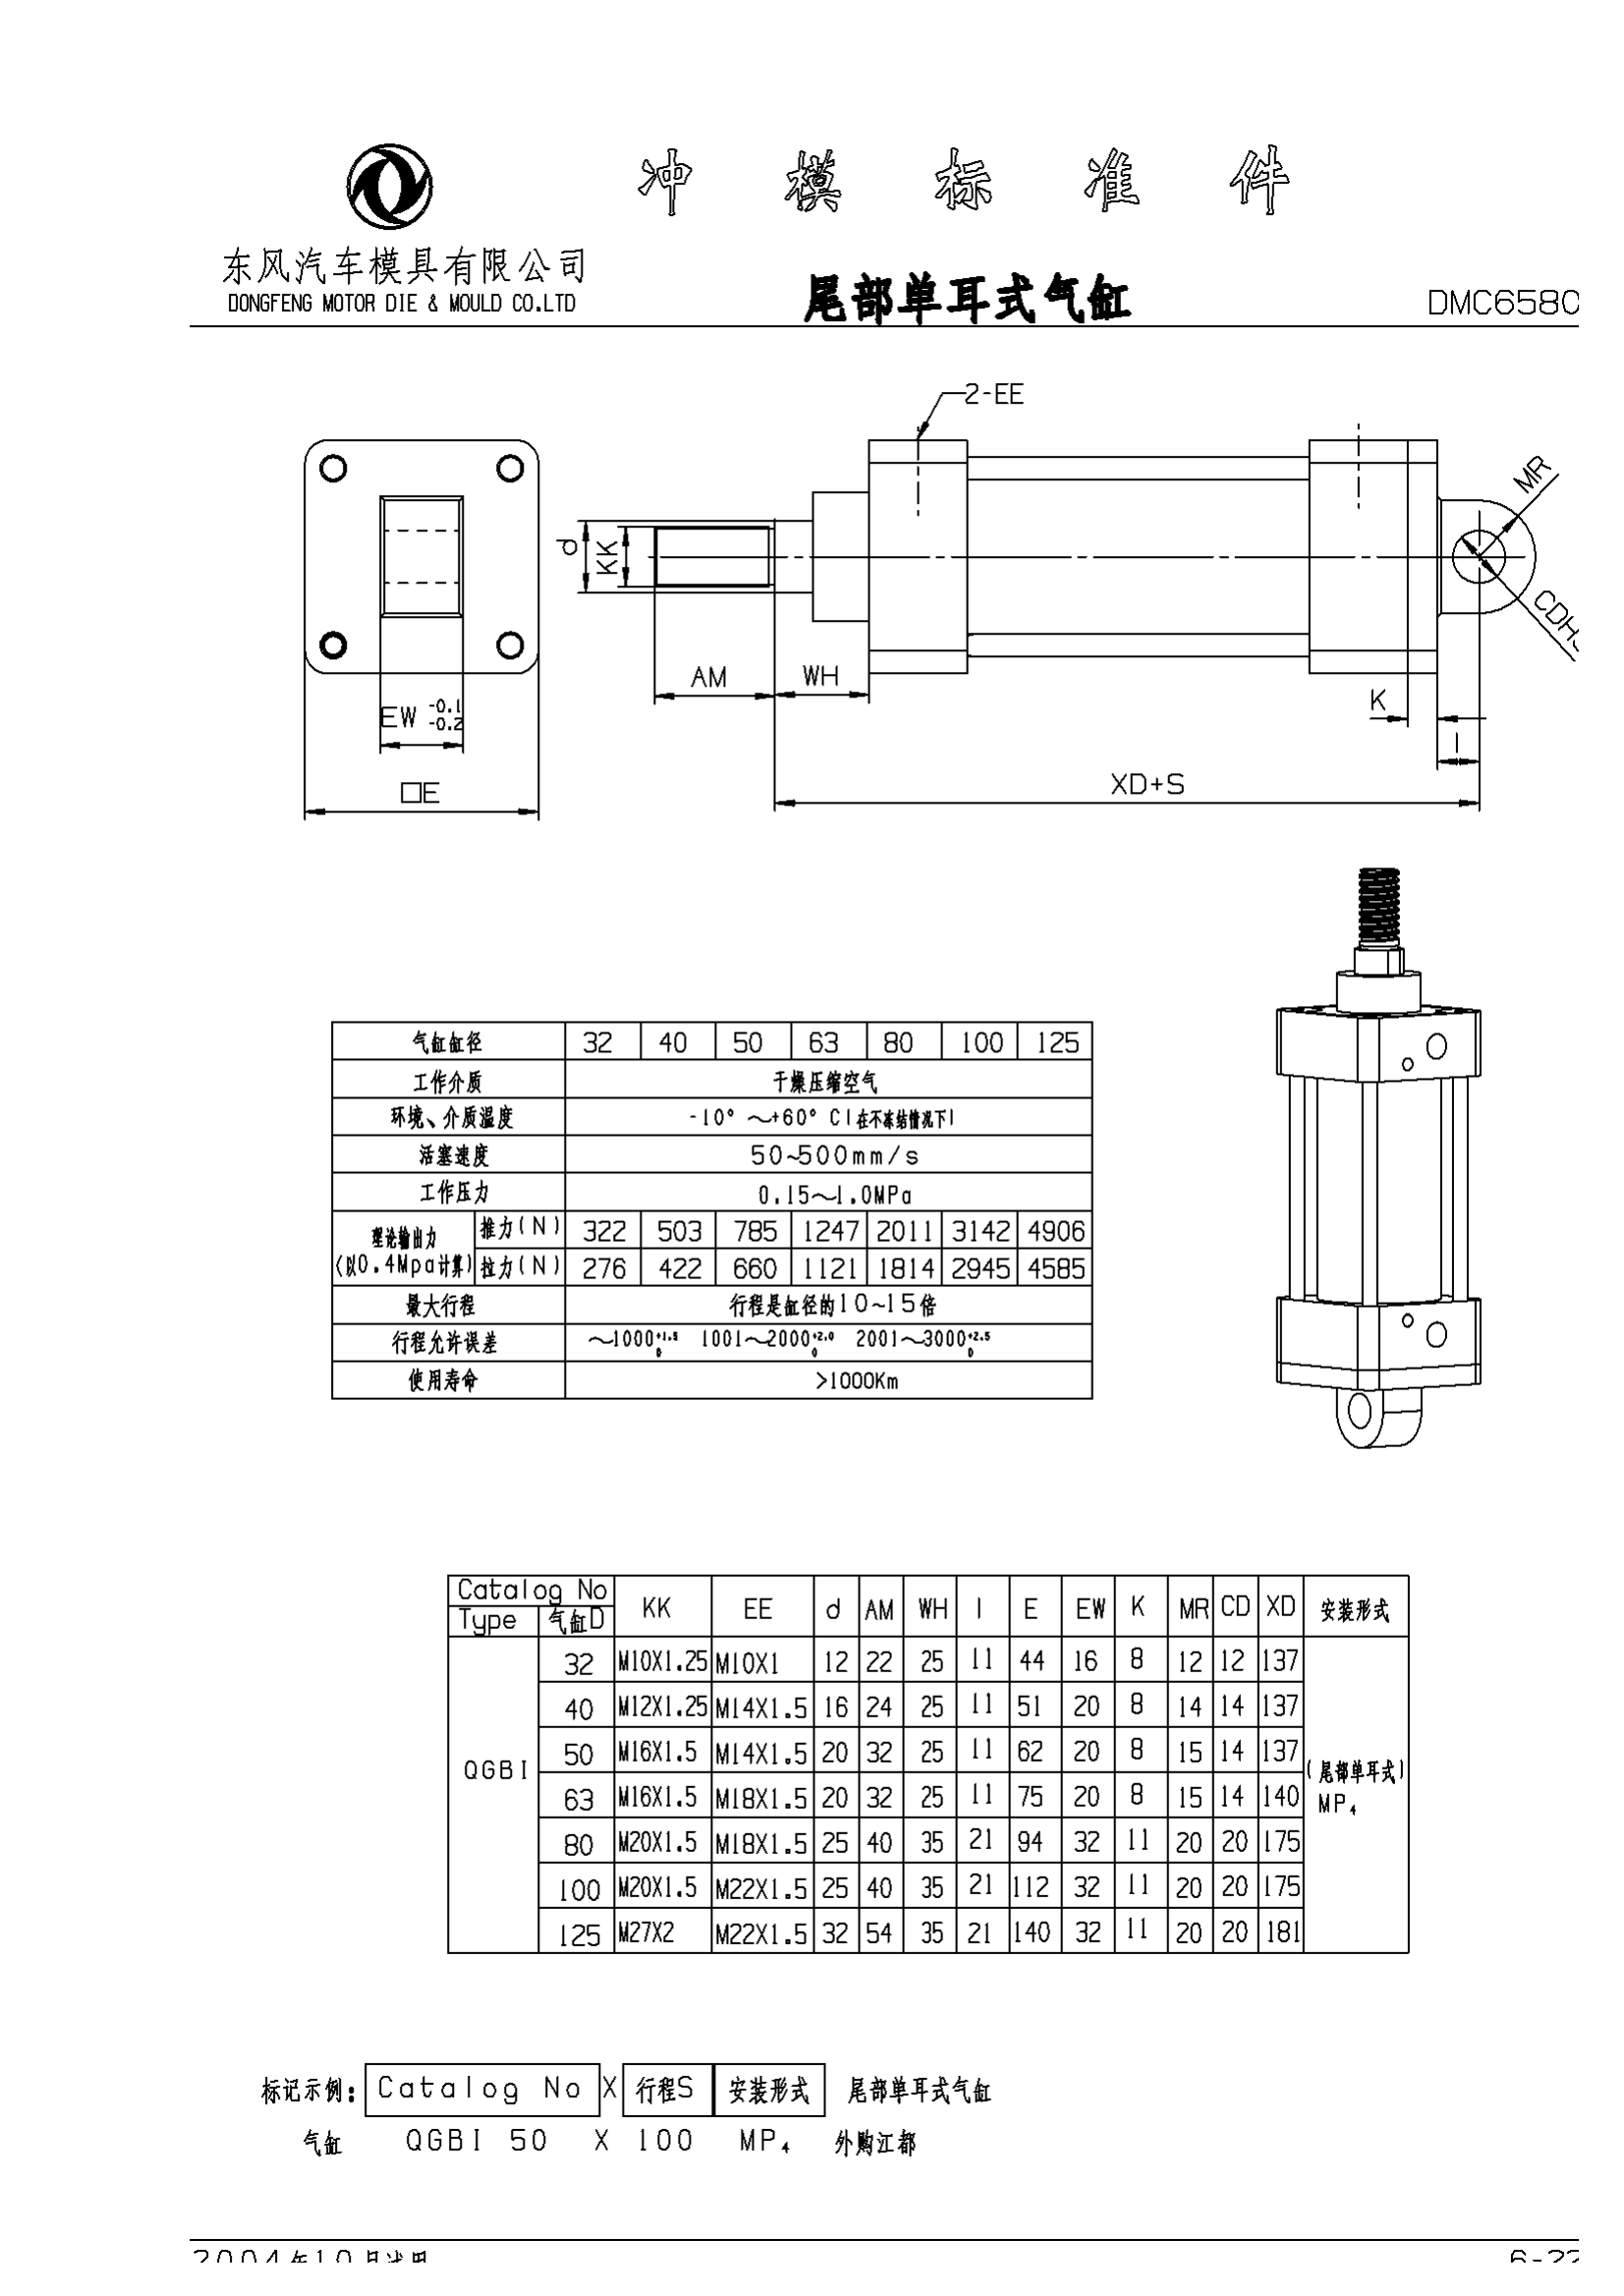 冲模标准件
东风汽车模具有限公司
DONGFENG MOTOR DIE & MOULD CO.LTD
尾部单耳式气缸
DMC6580
2-EE
MR
d
KK
CDH
AM
WH
K
EW -0.1 -0.2
I
□E
XD+S
气缸缸径 32 40 50 63 80 100 125
工作介质 干燥压缩空气
环境、介质温度 -10° ～+60° C(在不冻结情况下)
活塞速度 50~500mm/s
工作压力 0.15～1.0MPa
理论输出力 推力(N) 322 503 785 1247 2011 3142 4906
(以0.4Mpa计算) 拉力(N) 276 422 660 1121 1814 2945 4585
最大行程 行程是缸径的10~15倍
行程允许误差 ～1000+1.5 0 1001～2000+2.0 0 2001～3000+2.5 0
使用寿命 >1000Km
Catalog No KK EE d AM WH I E EW K MR CD XD 安装形式
Type 气缸D
32 M10X1.25 M10X1 12 22 25 11 44 16 8 12 12 137
40 M12X1.25 M14X1.5 16 24 25 11 51 20 8 14 14 137
QGBI 50 M16X1.5 M14X1.5 20 32 25 11 62 20 8 15 14 137 (尾部单耳式)
63 M16X1.5 M18X1.5 20 32 25 11 75 20 8 15 14 140 MP4
80 M20X1.5 M18X1.5 25 40 35 21 94 32 11 20 20 175
100 M20X1.5 M22X1.5 25 40 35 21 112 32 11 20 20 175
125 M27X2 M22X1.5 32 54 35 21 140 32 11 20 20 181
标记示例: Catalog No X 行程S 安装形式 尾部单耳式气缸
气缸 QGBI 50 X 100 MP4 外购江都
2004年10月
6-22